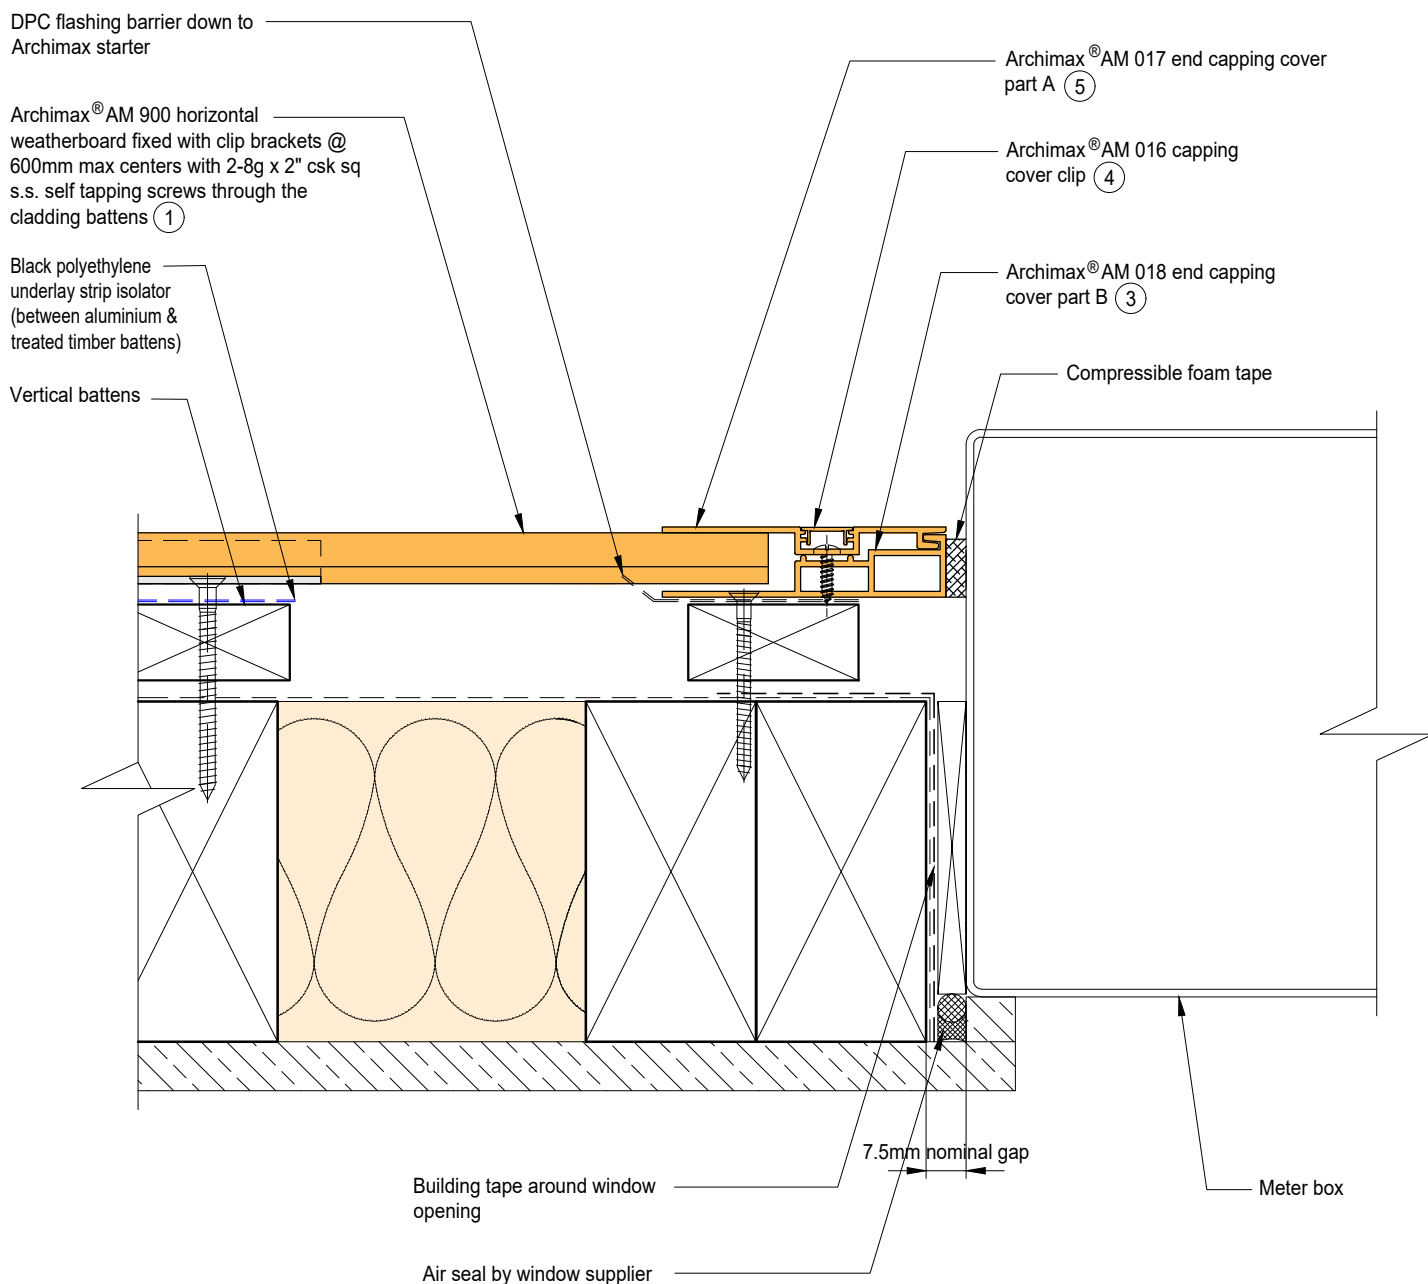 DPC flashing barrier down to
Archimax starter
Archimax® AM 900 horizontal
weatherboard fixed with clip brackets @
600mm max centers with 2-8g x 2" csk sq
s.s. self tapping screws through the
cladding battens 1
Black polyethylene
underlay strip isolator
(between aluminium &
treated timber battens)
Vertical battens
Archimax® AM 017 end capping cover
part A 5
Archimax® AM 016 capping
cover clip 4
Archimax® AM 018 end capping
cover part B 3
Compressible foam tape
7.5mm nominal gap
Building tape around window
opening
Meter box
Air seal by window supplier